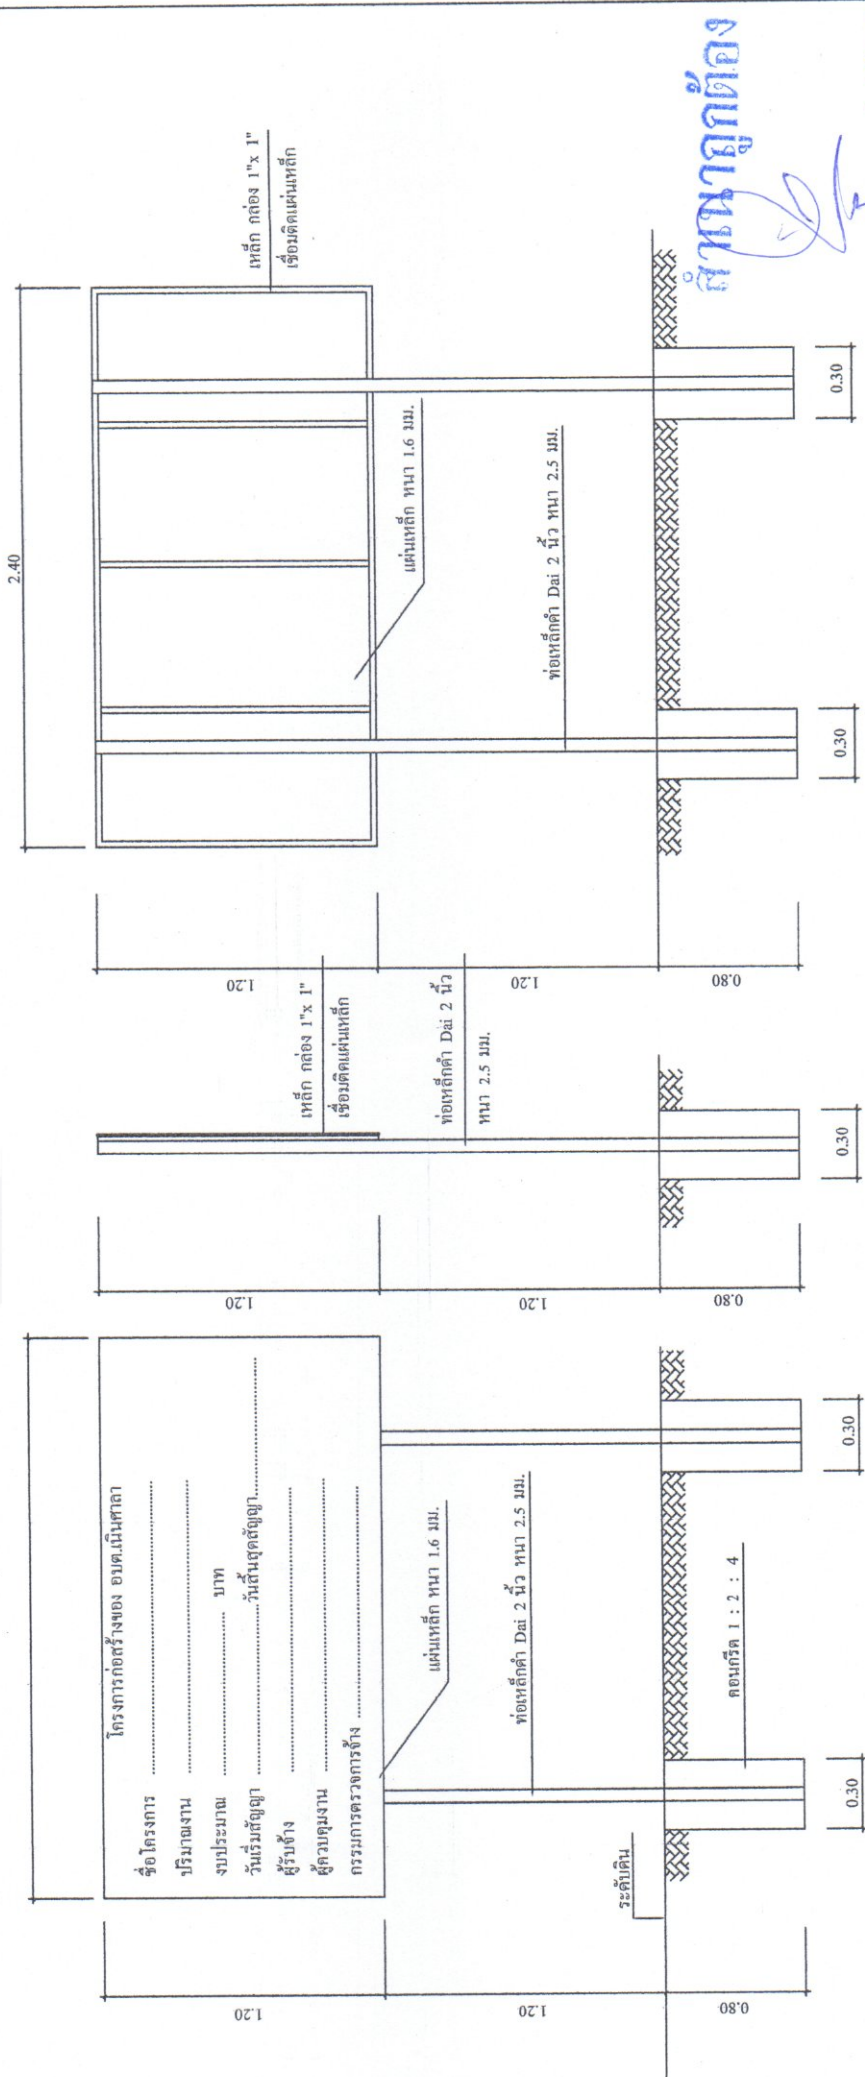 โครงการก่อสร้างของ อบต.เนินศาลา
ชื่อโครงการ ............................................................
ปริมาณงาน ............................................................
งบประมาณ .............................. บาท
วันเริ่มสัญญา ..............................วันสิ้นสุดสัญญา..............................
ผู้รับจ้าง ............................................................
ผู้ควบคุมงาน ............................................................
กรรมการตรวจการจ้าง ............................................................
แผ่นเหล็ก หนา 1.6 มม.
ท่อเหล็กดำ Dai 2 นิ้ว หนา 2.5 มม.
ระดับดิน
คอนกรีต 1 : 2 : 4
1.20
1.20
0.80
0.30
0.30
เหล็ก กล่อง 1"x 1"
เชื่อมติดแผ่นเหล็ก
ท่อเหล็กดำ Dai 2 นิ้ว
หนา 2.5 มม.
1.20
1.20
0.80
0.30
2.40
เหล็ก กล่อง 1"x 1"
เชื่อมติดแผ่นเหล็ก
แผ่นเหล็ก หนา 1.6 มม.
ท่อเหล็กดำ Dai 2 นิ้ว หนา 2.5 มม.
1.20
1.20
0.80
0.30
0.30
สำเนาถูกต้อง